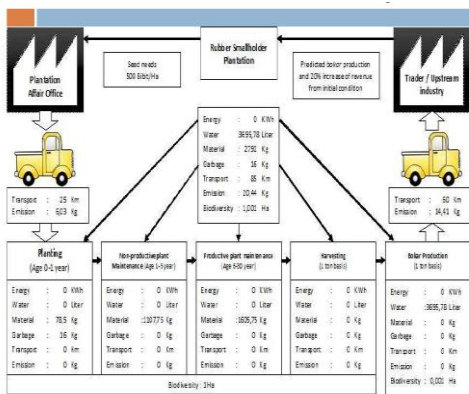 Plantation
Affair Office
Seed needs
500 Bibit/Ha
Rubber Smallholder
Plantation
Predicted bokor production
and 20% increase of revenue
from initial condition
Trader / Upstream
industry
Energy : 0 KWh
Water : 3695,78 Liter
Material : 2791 Kg
Garbage : 16 Kg
Transport : 85 Km
Emission : 20,44 Kg
Biodiversity : 1,001 Ha
Transport : 25 Km
Emission : 6,03 Kg
Transport : 60 Km
Emission : 14,41 Kg
Planting
(Age 0-1 year)
Energy : 0 KWh
Water : 0 Liter
Material : 78,5 Kg
Garbage : 16 Kg
Transport : 0 Km
Emission : 0 Kg
Non-productive plant
Maintenance (Age 1-5 year)
Energy : 0 KWh
Water : 0 Liter
Material : 1107,75 Kg
Garbage : 0 Kg
Transport : 0 Km
Emission : 0 Kg
Productive plant maintenance
(Age 5-30 year)
Energy : 0 KWh
Water : 0 Liter
Material : 1605,75 Kg
Garbage : 0 Kg
Transport : 0 Km
Emission : 0 Kg
Harvesting
(1 ton basis)
Energy : 0 KWh
Water : 0 Liter
Material : 0 Kg
Garbage : 0 Kg
Transport : 0 Km
Emission : 0 Kg
Bokar Production
(1 ton basis)
Energy : 0 KWh
Water : 3695,78 Liter
Material : 0 Kg
Garbage : 0 Kg
Transport : 0 Km
Emission : 0 Kg
Biodiversity : 0,001 Ha
Biodiversity : 1 Ha